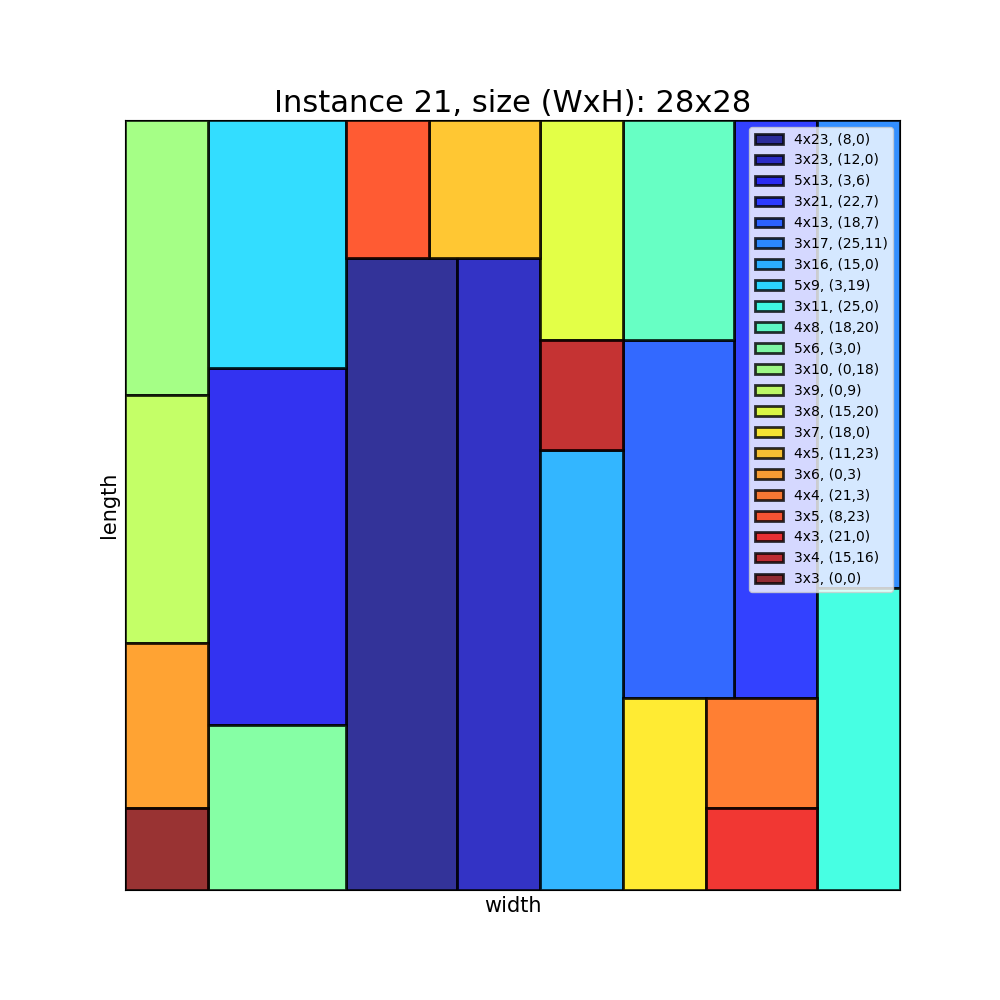 Instance 21, size (WxH): 28x28
4x23, (8,0)
3x23, (12,0)
5x13, (3,6)
3x21, (22,7)
4x13, (18,7)
3x17, (25,11)
3x16, (15,0)
5x9, (3,19)
3x11, (25,0)
4x8, (18,20)
5x6, (3,0)
3x10, (0,18)
3x9, (0,9)
3x8, (15,20)
3x7, (18,0)
4x5, (11,23)
3x6, (0,3)
4x4, (21,3)
3x5, (8,23)
4x3, (21,0)
3x4, (15,16)
3x3, (0,0)
length
width